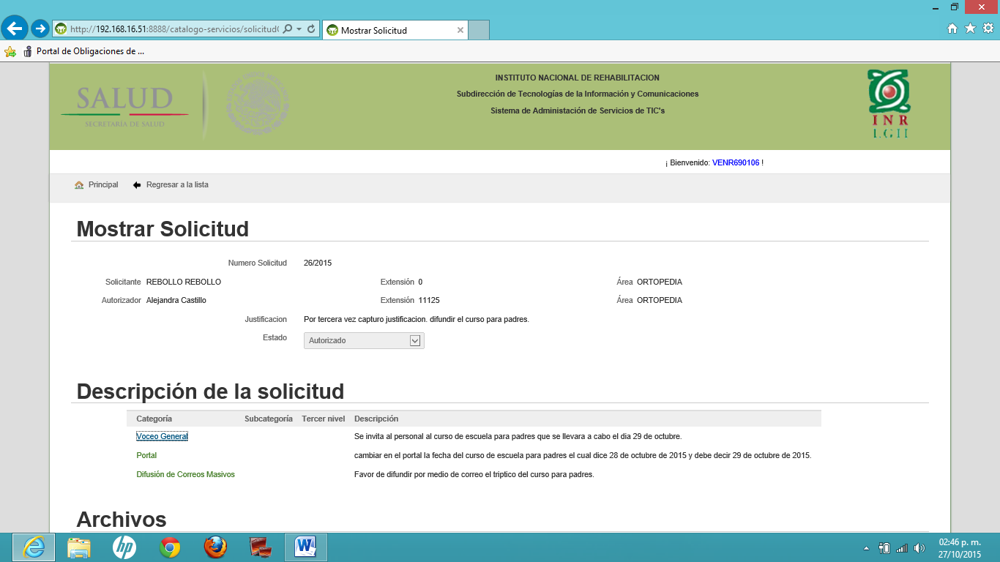 http://192.168.16.51:8888/catalogo-servicios/solicitud(
Mostrar Solicitud
Portal de Obligaciones de ...
SALUD
SECRETARÍA DE SALUD
INSTITUTO NACIONAL DE REHABILITACION
Subdirección de Tecnologías de la Información y Comunicaciones
Sistema de Administación de Servicios de TIC's
INR
LGII
¡ Bienvenido: VENR690106 !
Principal Regresar a la lista
Mostrar Solicitud
Numero Solicitud 26/2015
Solicitante REBOLLO REBOLLO Extensión 0 Área ORTOPEDIA
Autorizador Alejandra Castillo Extensión 11125 Área ORTOPEDIA
Justificacion Por tercera vez capturo justificacion. difundir el curso para padres.
Estado Autorizado
Descripción de la solicitud
Categoría Subcategoría Tercer nivel Descripción
Voceo General Se invita al personal al curso de escuela para padres que se llevara a cabo el dia 29 de octubre.
Portal cambiar en el portal la fecha del curso de escuela para padres el cual dice 28 de octubre de 2015 y debe decir 29 de octubre de 2015.
Difusión de Correos Masivos Favor de difundir por medio de correo el triptico del curso para padres.
Archivos
hp
02:46 p. m.
27/10/2015